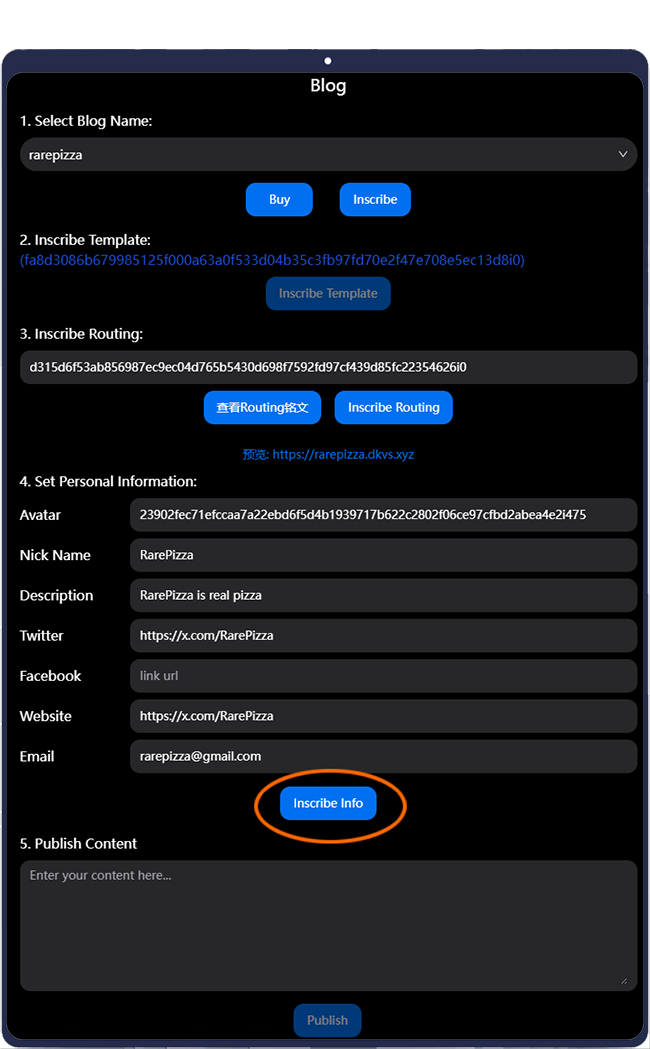 Blog
1. Select Blog Name:
rarepizza
Buy Inscribe
2. Inscribe Template:
(fa8d3086b679985125f000a63a0f533d04b35c3fb97fd70e2f47e708e5ec13d8i0)
Inscribe Template
3. Inscribe Routing:
d315d6f53ab856987ec9ec04d765b5430d698f7592fd97cf439d85fc22354626i0
查看Routing铭文 Inscribe Routing
预览: https://rarepizza.dkvs.xyz
4. Set Personal Information:
Avatar 23902fec71efccaa7a22ebd6f5d4b1939717b622c2802f06ce97cfbd2abea4e2i475
Nick Name RarePizza
Description RarePizza is real pizza
Twitter https://x.com/RarePizza
Facebook link url
Website https://x.com/RarePizza
Email rarepizza@gmail.com
Inscribe Info
5. Publish Content
Enter your content here...
Publish